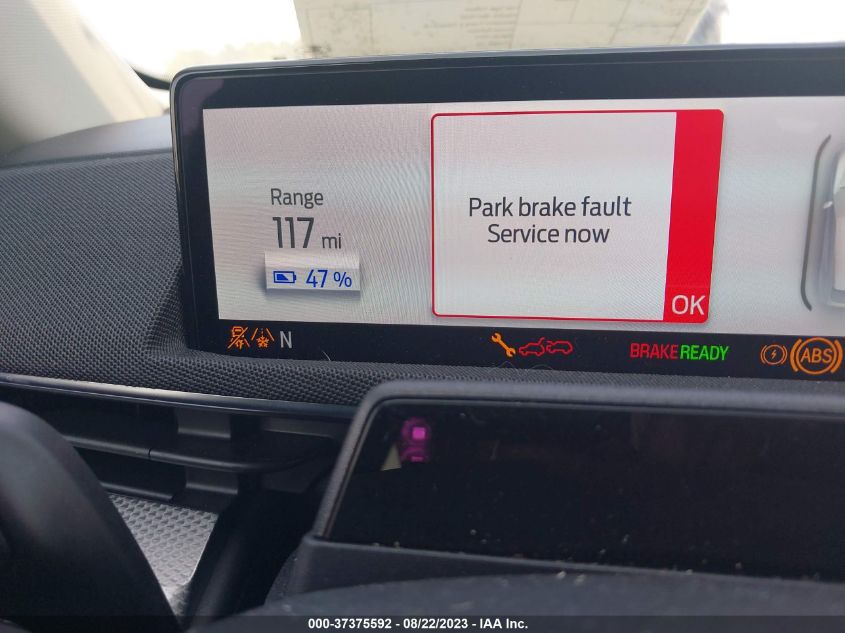 Range
117 mi
47 %
Park brake fault
Service now
OK
N
BRAKE READY
ABS
000-37375592 - 08/22/2023 - IAA Inc.